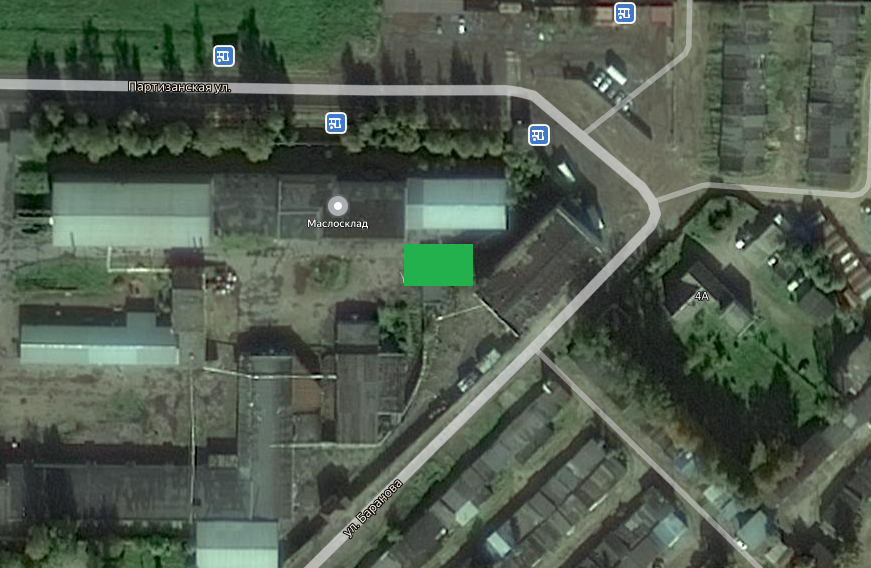 Партизанская ул.
Маслосклад
4А
ул. Баранова